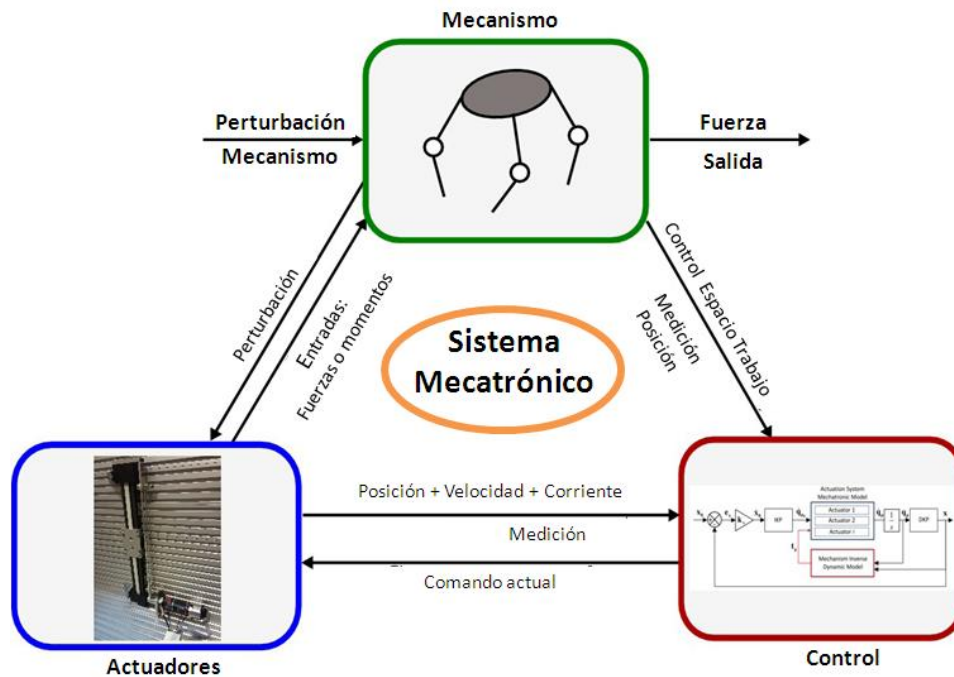 Mecanismo
Perturbación
Mecanismo
Fuerza
Salida
Perturbación
Entradas:
Fuerzas o momentos
Control Espacio Trabajo
Medición
Posición
Sistema
Mecatrónico
Posición + Velocidad + Corriente
Medición
Comando actual
Actuation System
Mechatronic Model
Actuator 1
Actuator 2
Actuator i
IKP
DKP
Mechanism Inverse
Dynamic Model
Actuadores
Control